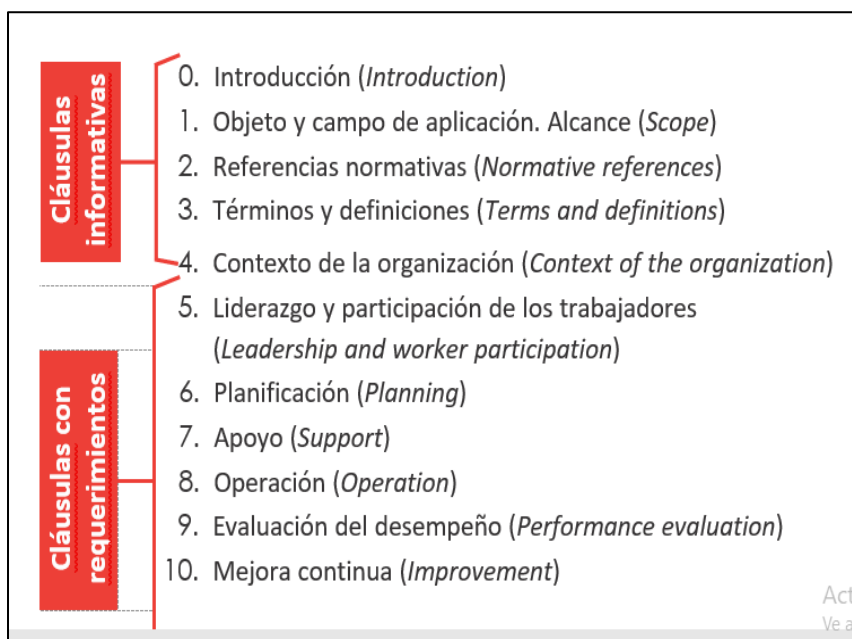 Cláusulas
informativas
0. Introducción (Introduction)
1. Objeto y campo de aplicación. Alcance (Scope)
2. Referencias normativas (Normative references)
3. Términos y definiciones (Terms and definitions)
4. Contexto de la organización (Context of the organization)
Cláusulas con
requerimientos
5. Liderazgo y participación de los trabajadores
(Leadership and worker participation)
6. Planificación (Planning)
7. Apoyo (Support)
8. Operación (Operation)
9. Evaluación del desempeño (Performance evaluation)
10. Mejora continua (Improvement)
Act
Ve a